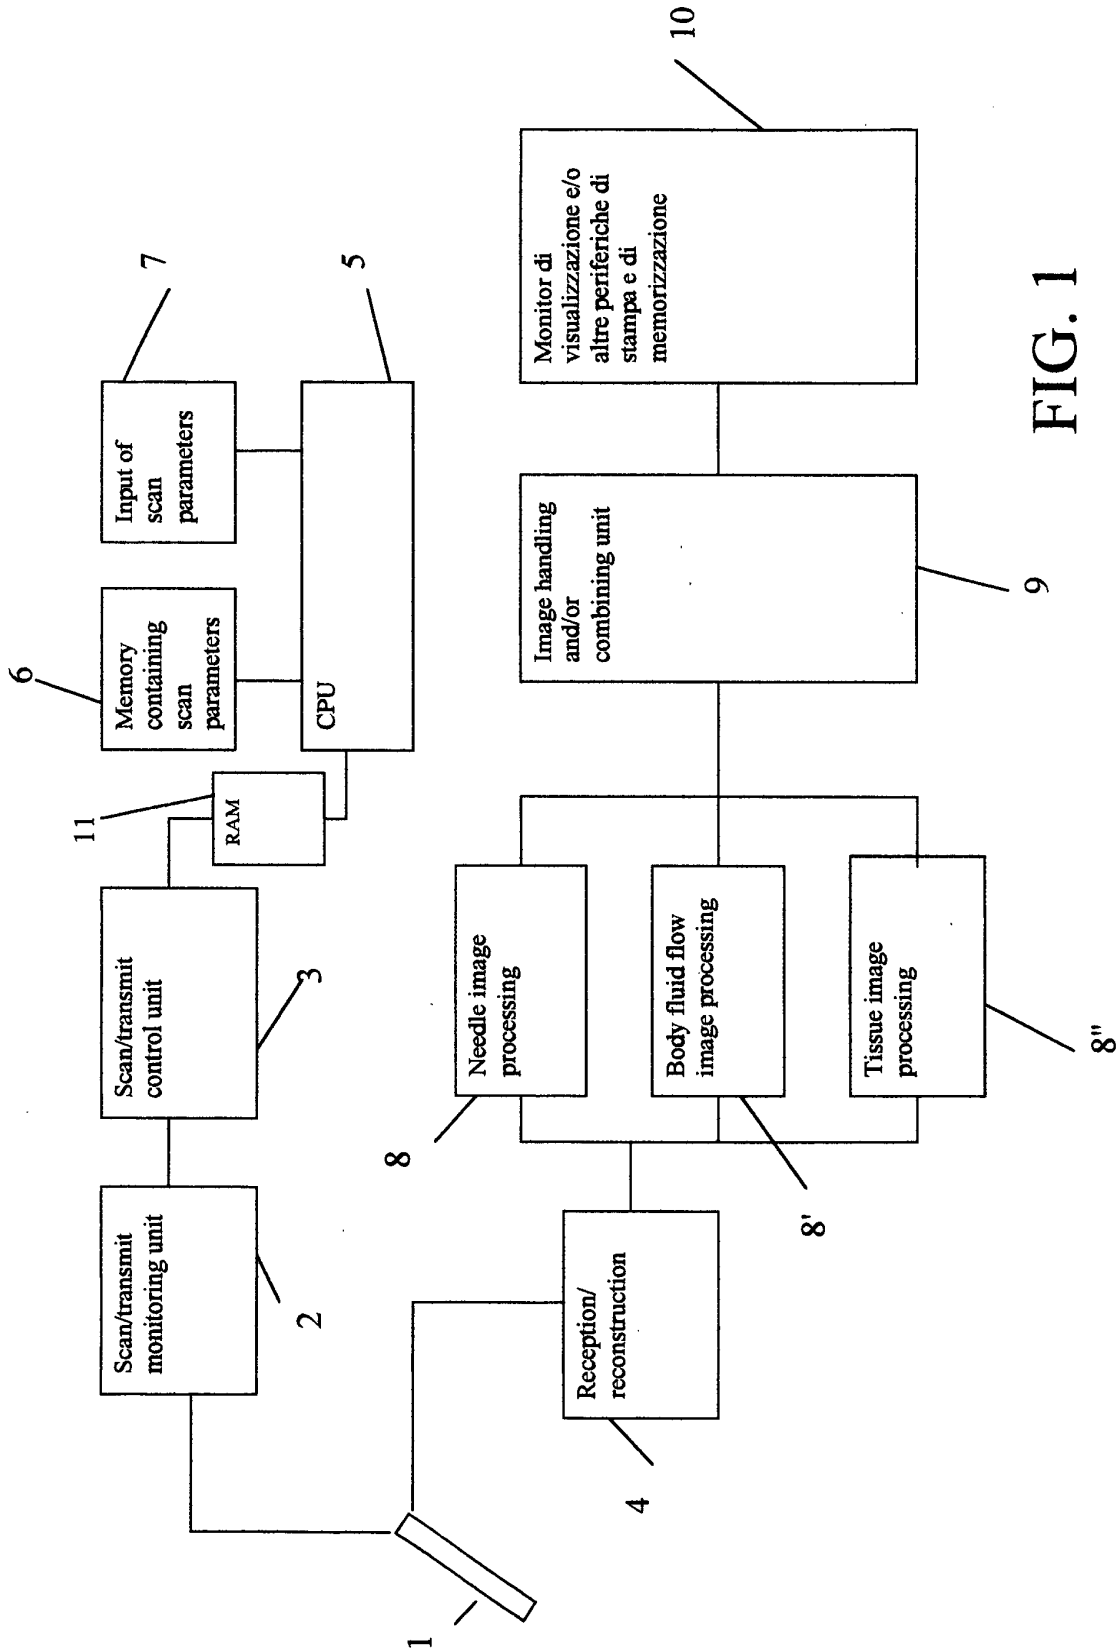 6
7
Memory
containing
scan
parameters
Input of
scan
parameters
11
RAM
CPU
5
Scan/transmit
monitoring unit
2
Scan/transmit
control unit
3
1
Reception/
reconstruction
4
8
Needle image
processing
8'
Body fluid flow
image processing
8"
Tissue image
processing
Image handling
and/or
combining unit
9
Monitor di
visualizzazione e/o
altre periferiche di
stampa e di
memorizzazione
10
FIG. 1